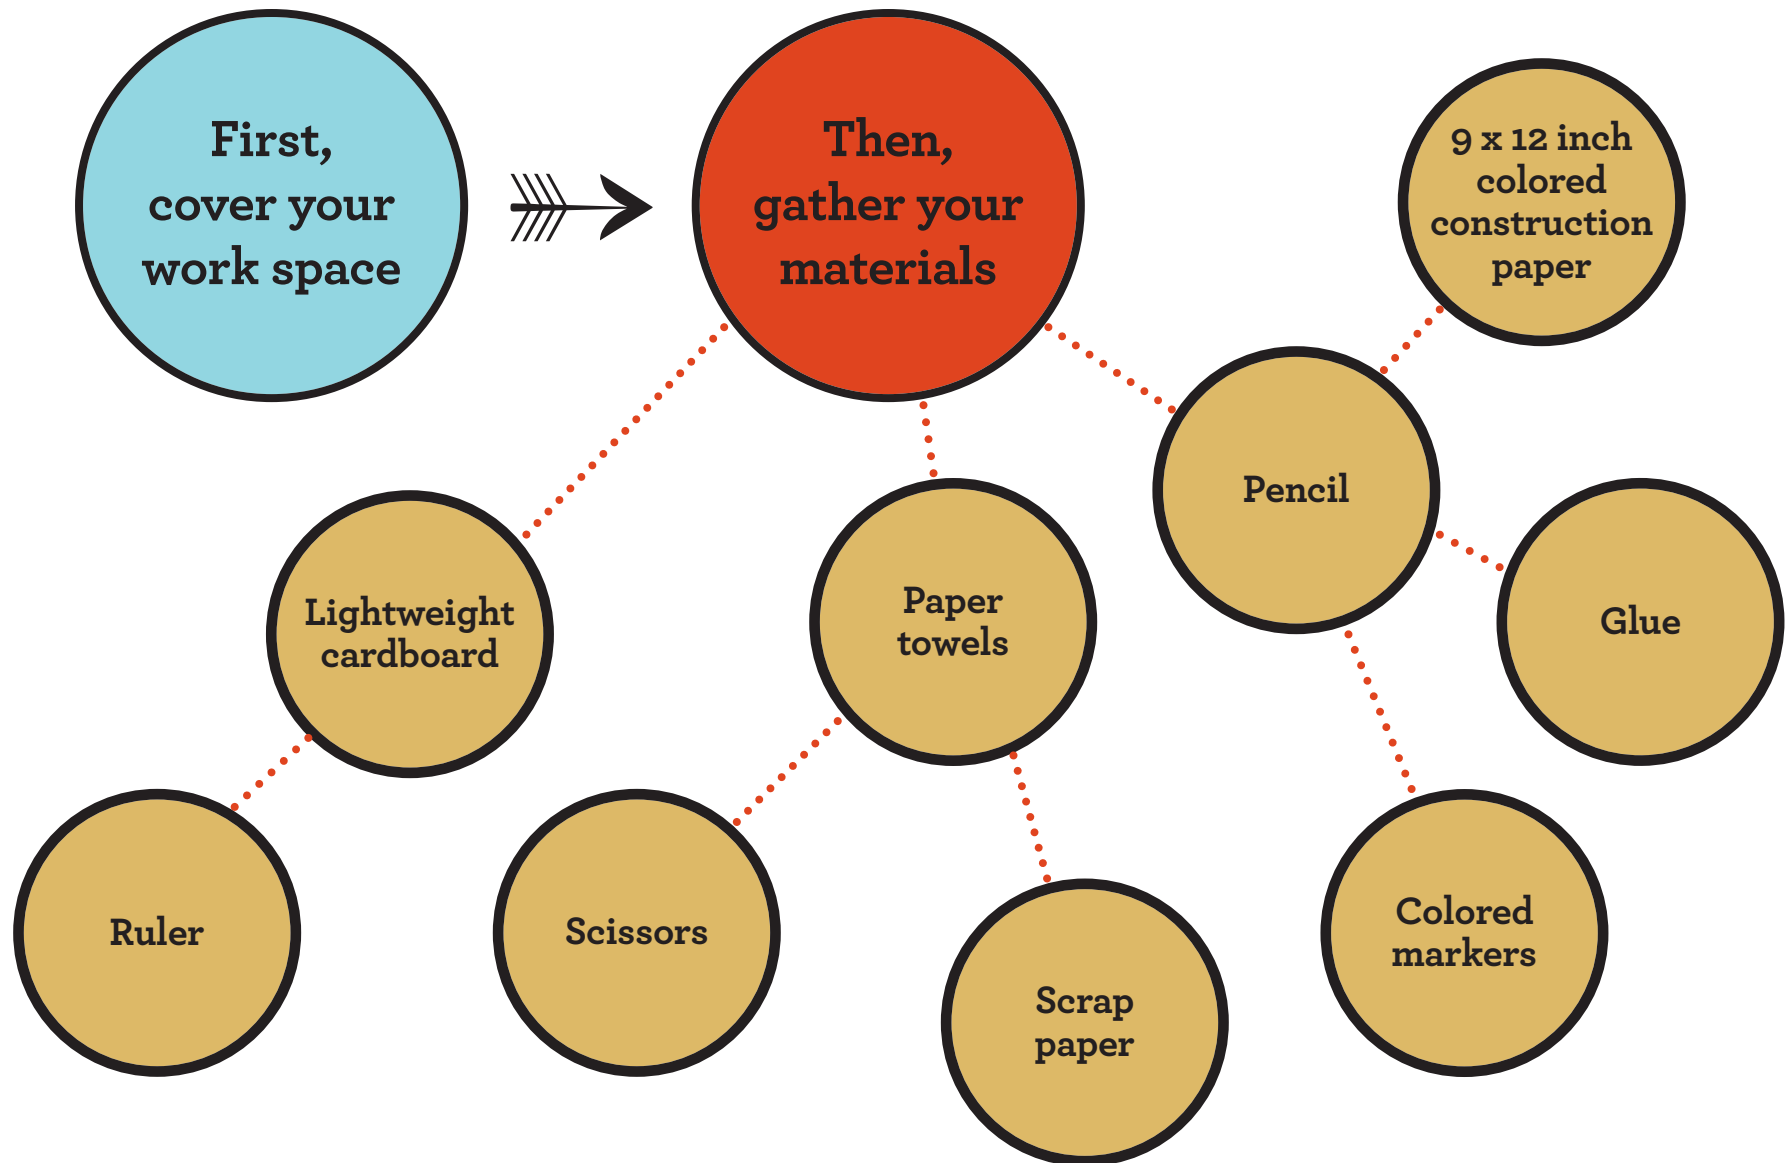 First,
cover your
work space
Then,
gather your
materials
9 x 12 inch
colored
construction
paper
Pencil
Glue
Lightweight
cardboard
Paper
towels
Ruler
Scissors
Scrap
paper
Colored
markers